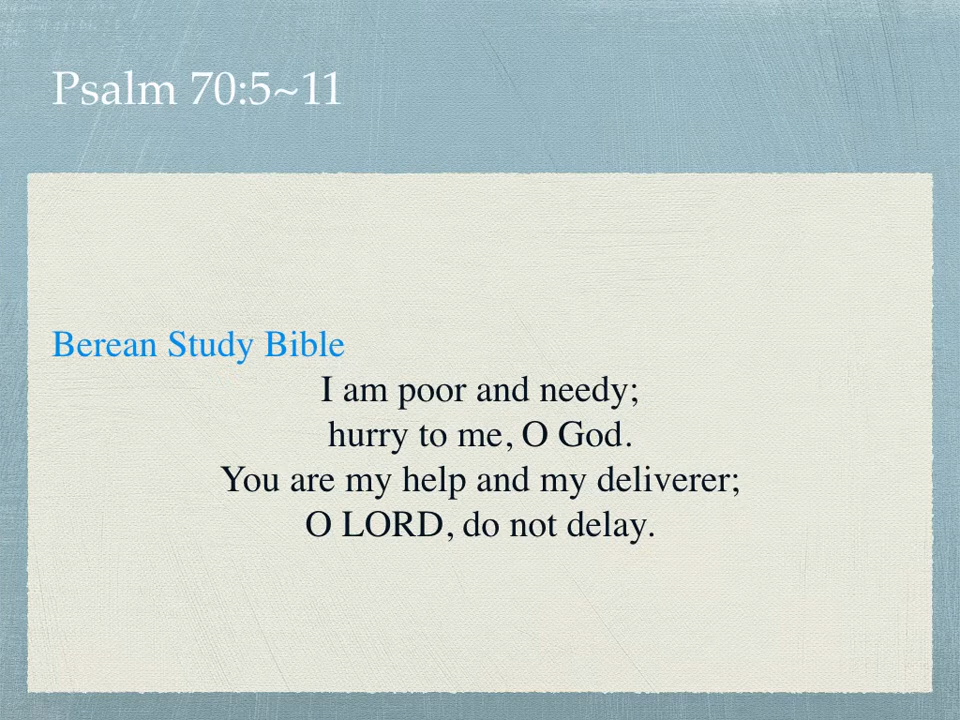 Psalm 70:5~11
Berean Study Bible
I am poor and needy;
hurry to me, O God.
You are my help and my deliverer;
O LORD, do not delay.